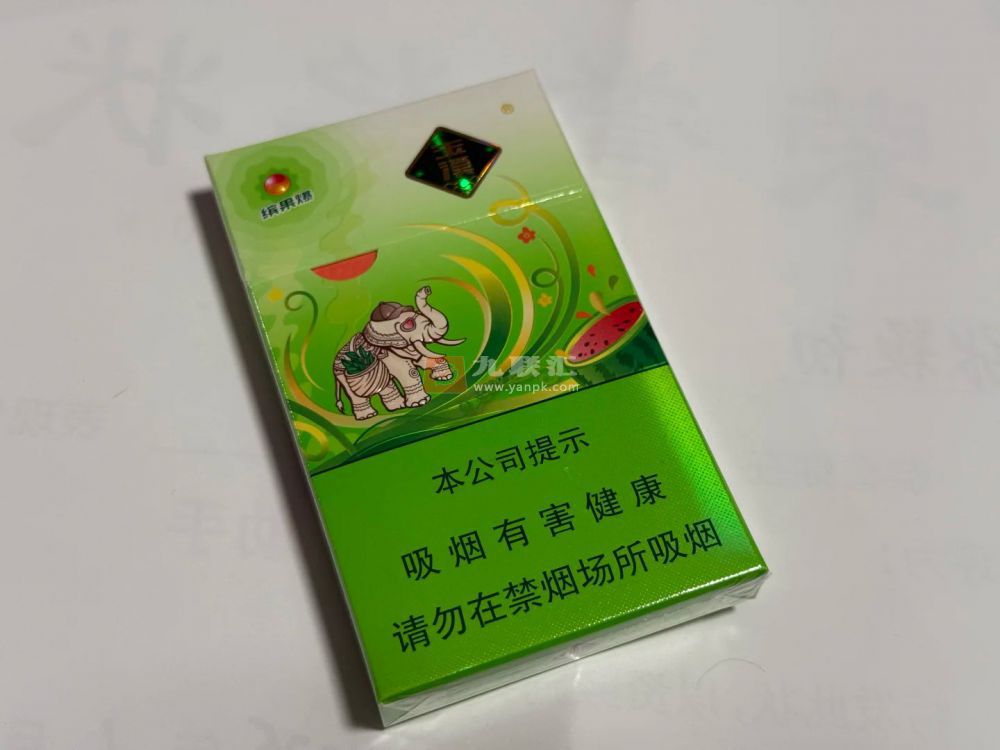 ®
缤果爆
九联汇
www.yanpk.com
本公司提示
吸烟有害健康
请勿在禁烟场所吸烟